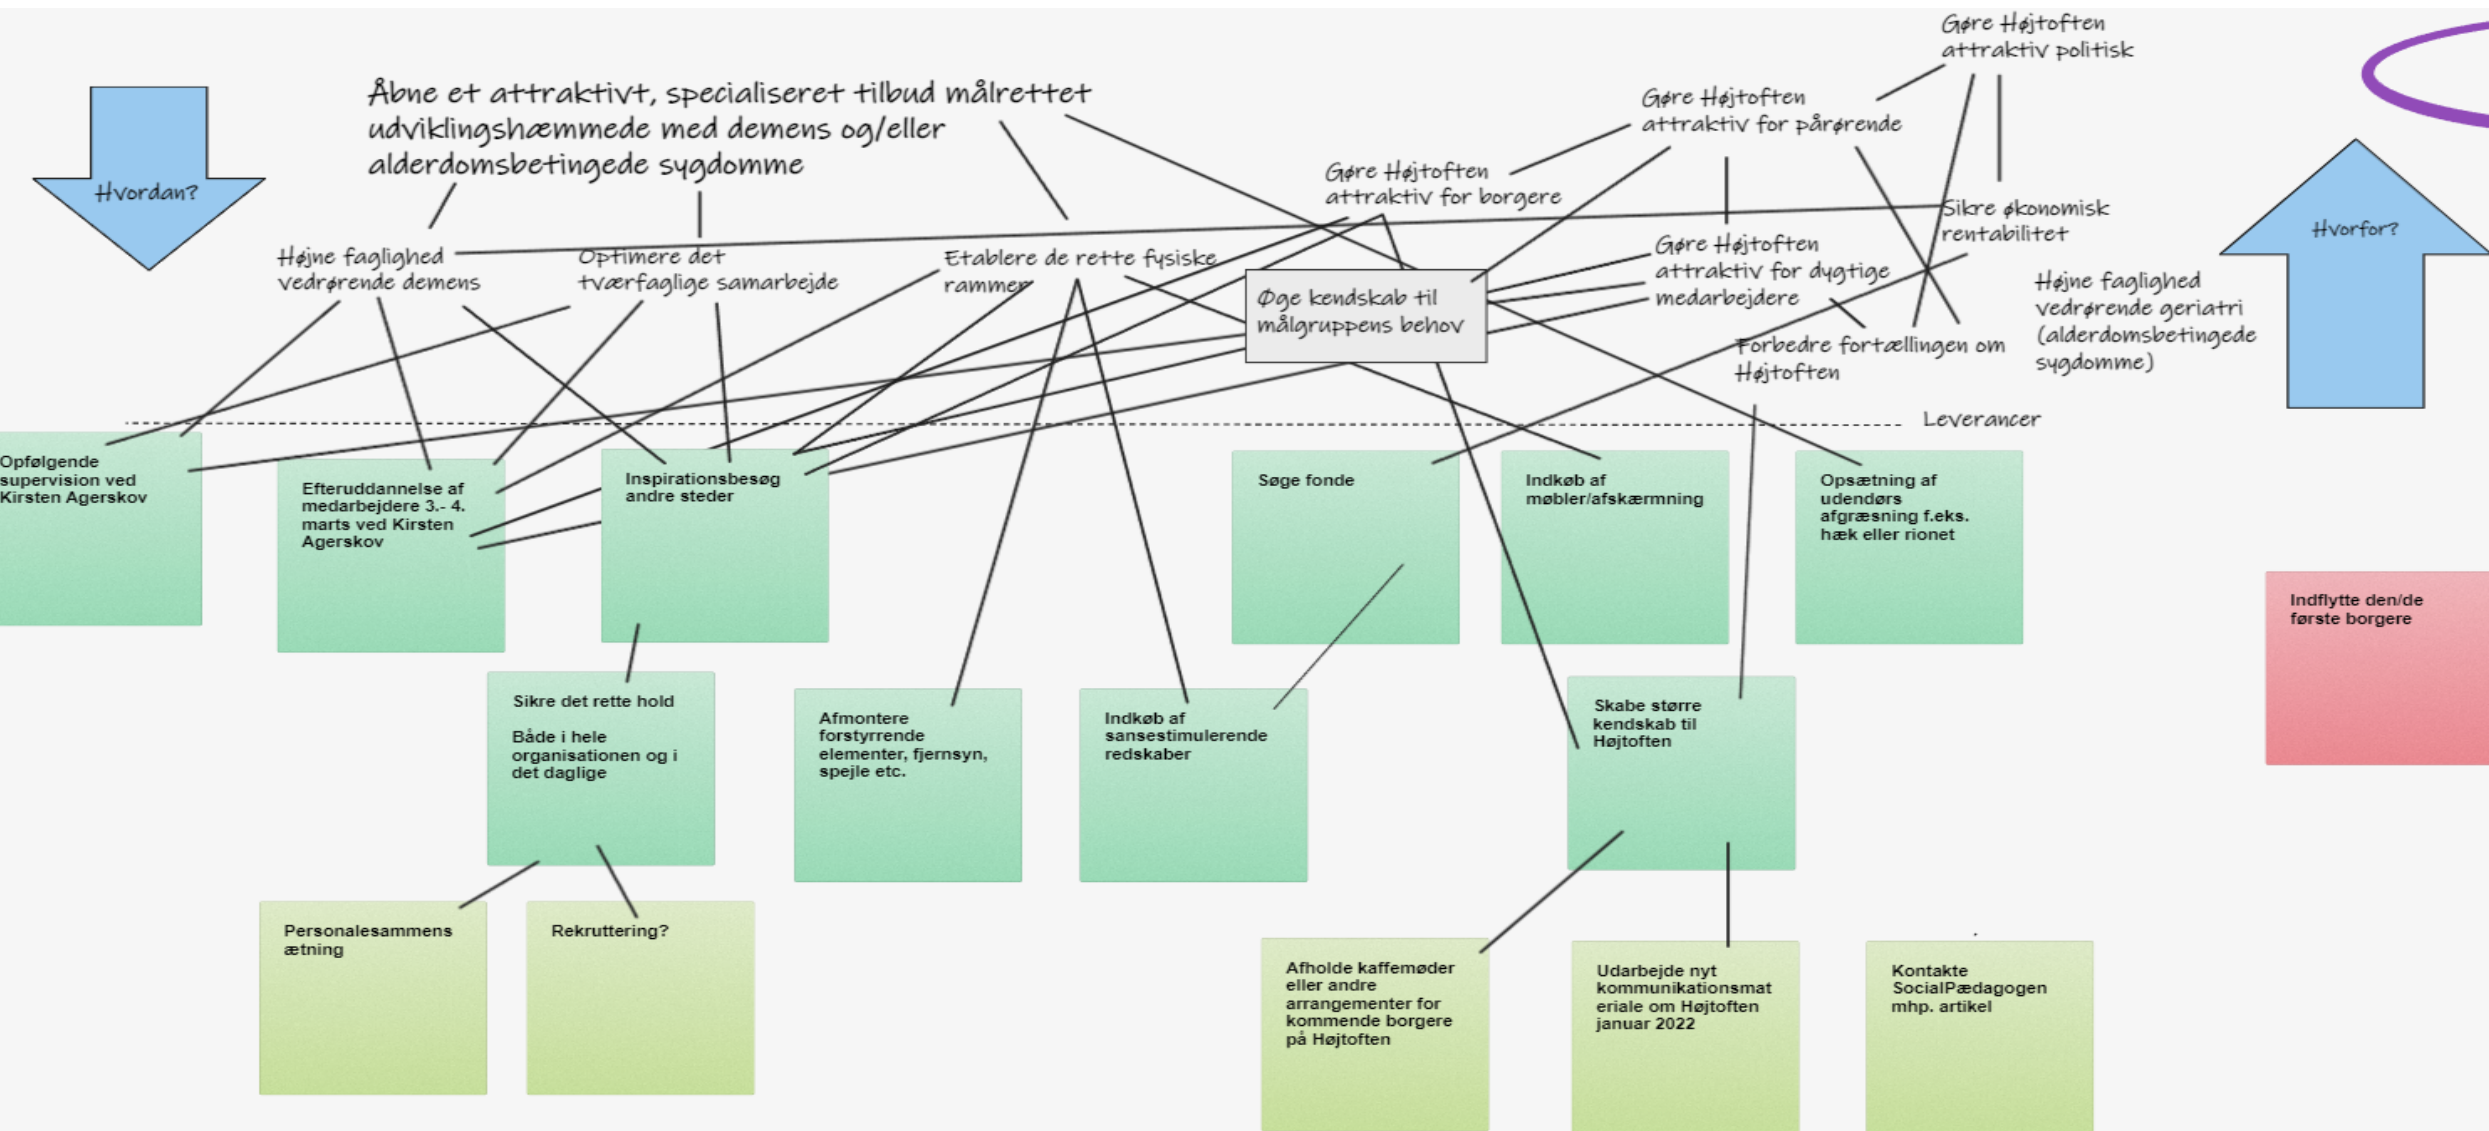 Gøre Højtoften
attraktiv politisk
Åbne et attraktivt, specialiseret tilbud målrettet
udviklingshæmmede med demens og/eller
alderdomsbetingede sygdomme
Gøre Højtoften
attraktiv for pårørende
Gøre Højtoften
attraktiv for borgere
Hvordan?
Hvorfor?
Sikre økonomisk
rentabilitet
Højne faglighed
vedrørende demens
Optimere det
tværfaglige samarbejde
Etablere de rette fysiske
rammer
Øge kendskab til
målgruppens behov
Gøre Højtoften
attraktiv for dygtige
medarbejdere
Højne faglighed
vedrørende geriatri
(alderdomsbetingede
sygdomme)
Forbedre fortællingen om
Højtoften
Leverancer
Opfølgende
supervision ved
Kirsten Agerskov
Efteruddannelse af
medarbejdere 3.- 4.
marts ved Kirsten
Agerskov
Inspirationsbesøg
andre steder
Søge fonde
Indkøb af
møbler/afskærmning
Opsætning af
udendørs
afgræsning f.eks.
hæk eller rionet
Indflytte den/de
første borgere
Sikre det rette hold
Både i hele
organisationen og i
det daglige
Afmontere
forstyrrende
elementer, fjernsyn,
spejle etc.
Indkøb af
sansestimulerende
redskaber
Skabe større
kendskab til
Højtoften
Personalesammens
ætning
Rekruttering?
Afholde kaffemøder
eller andre
arrangementer for
kommende borgere
på Højtoften
Udarbejde nyt
kommunikationsmat
eriale om Højtoften
januar 2022
Kontakte
SocialPædagogen
mhp. artikel